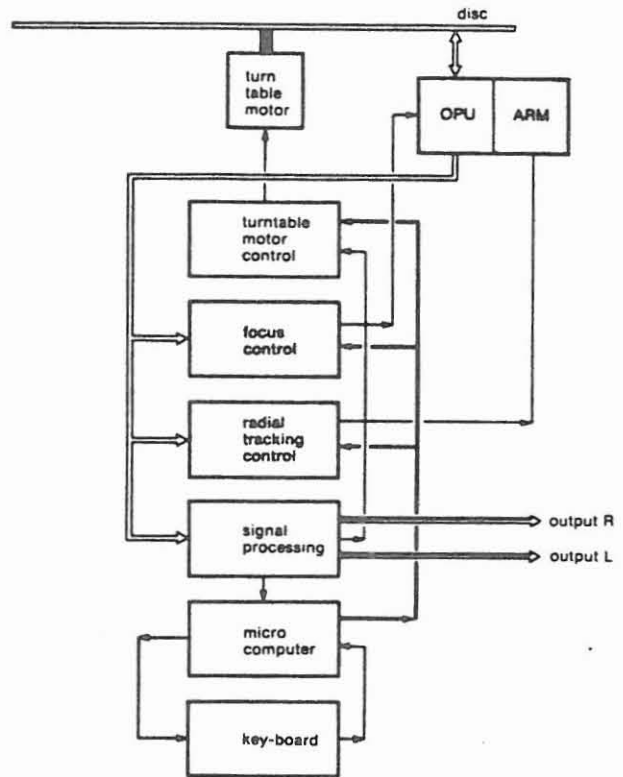 disc
turn
table
motor
OPU ARM
turntable
motor
control
focus
control
radial
tracking
control
signal
processing
output R
output L
micro
computer
key-board